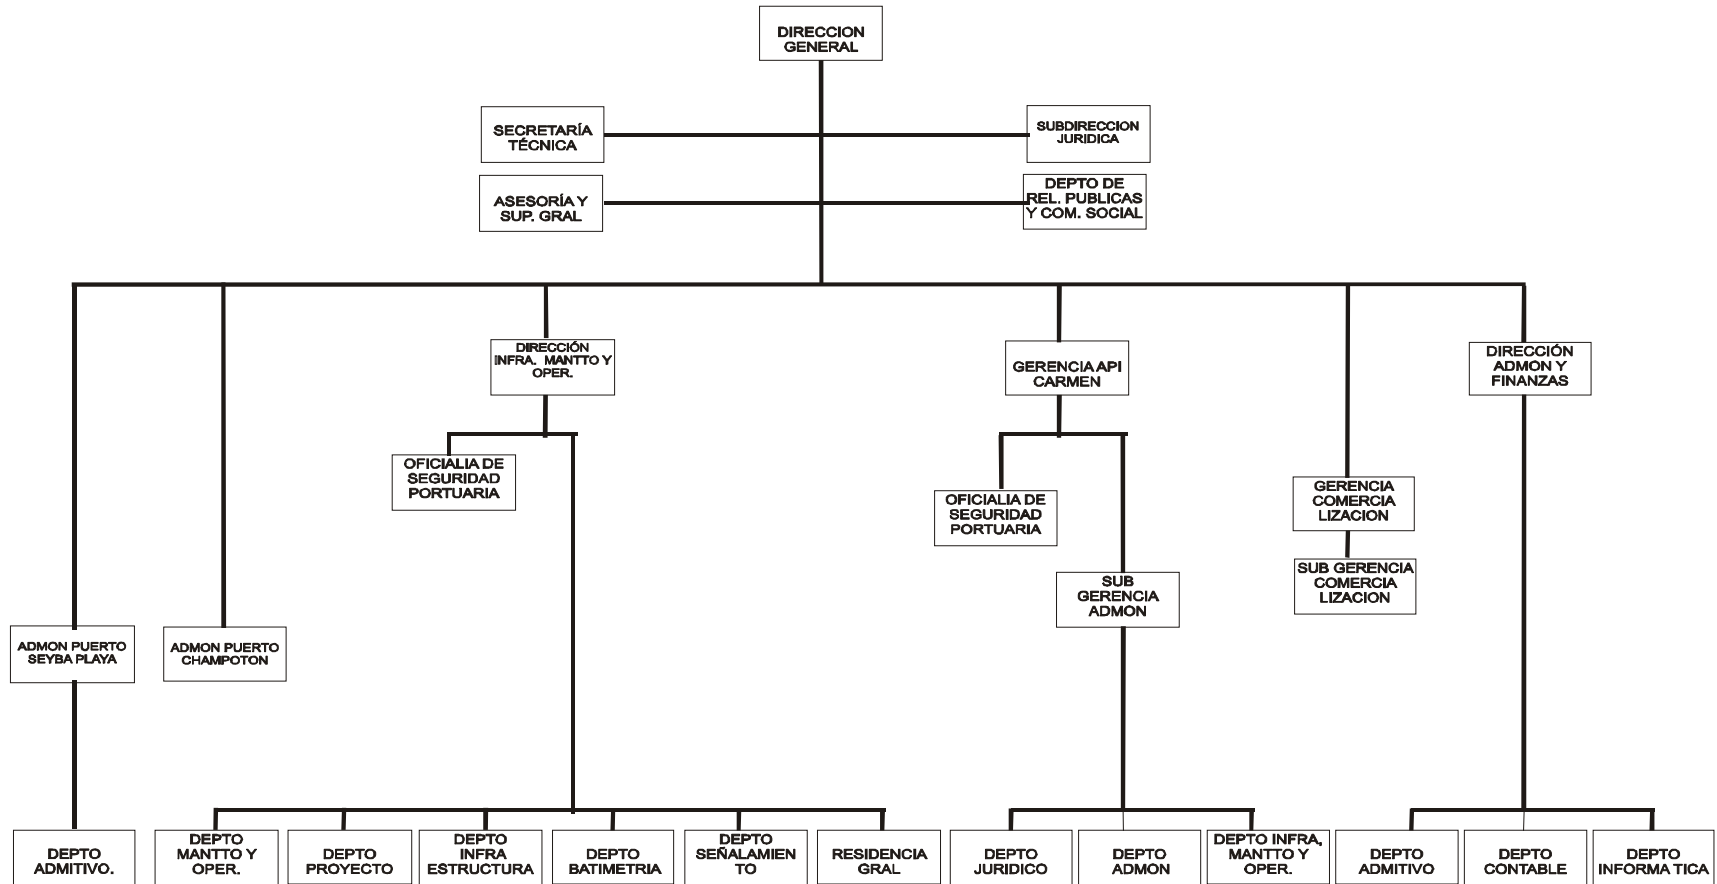 DIRECCION
GENERAL
SECRETARÍA
TÉCNICA
SUBDIRECCION
JURIDICA
ASESORÍA Y
SUP. GRAL
DEPTO DE
REL. PUBLICAS
Y COM. SOCIAL
DIRECCIÓN
INFRA. MANTTO Y
OPER.
GERENCIA API
CARMEN
DIRECCIÓN
ADMON Y
FINANZAS
OFICIALIA DE
SEGURIDAD
PORTUARIA
OFICIALIA DE
SEGURIDAD
PORTUARIA
GERENCIA
COMERCIA
LIZACION
SUB GERENCIA
COMERCIA
LIZACION
SUB
GERENCIA
ADMON
ADMON PUERTO
SEYBA PLAYA
ADMON PUERTO
CHAMPOTON
DEPTO
ADMITIVO.
DEPTO
MANTTO Y
OPER.
DEPTO
PROYECTO
DEPTO
INFRA
ESTRUCTURA
DEPTO
BATIMETRIA
DEPTO
SEÑALAMIEN
TO
RESIDENCIA
GRAL
DEPTO
JURIDICO
DEPTO
ADMON
DEPTO INFRA,
MANTTO Y
OPER.
DEPTO
ADMITIVO
DEPTO
CONTABLE
DEPTO
INFORMA TICA